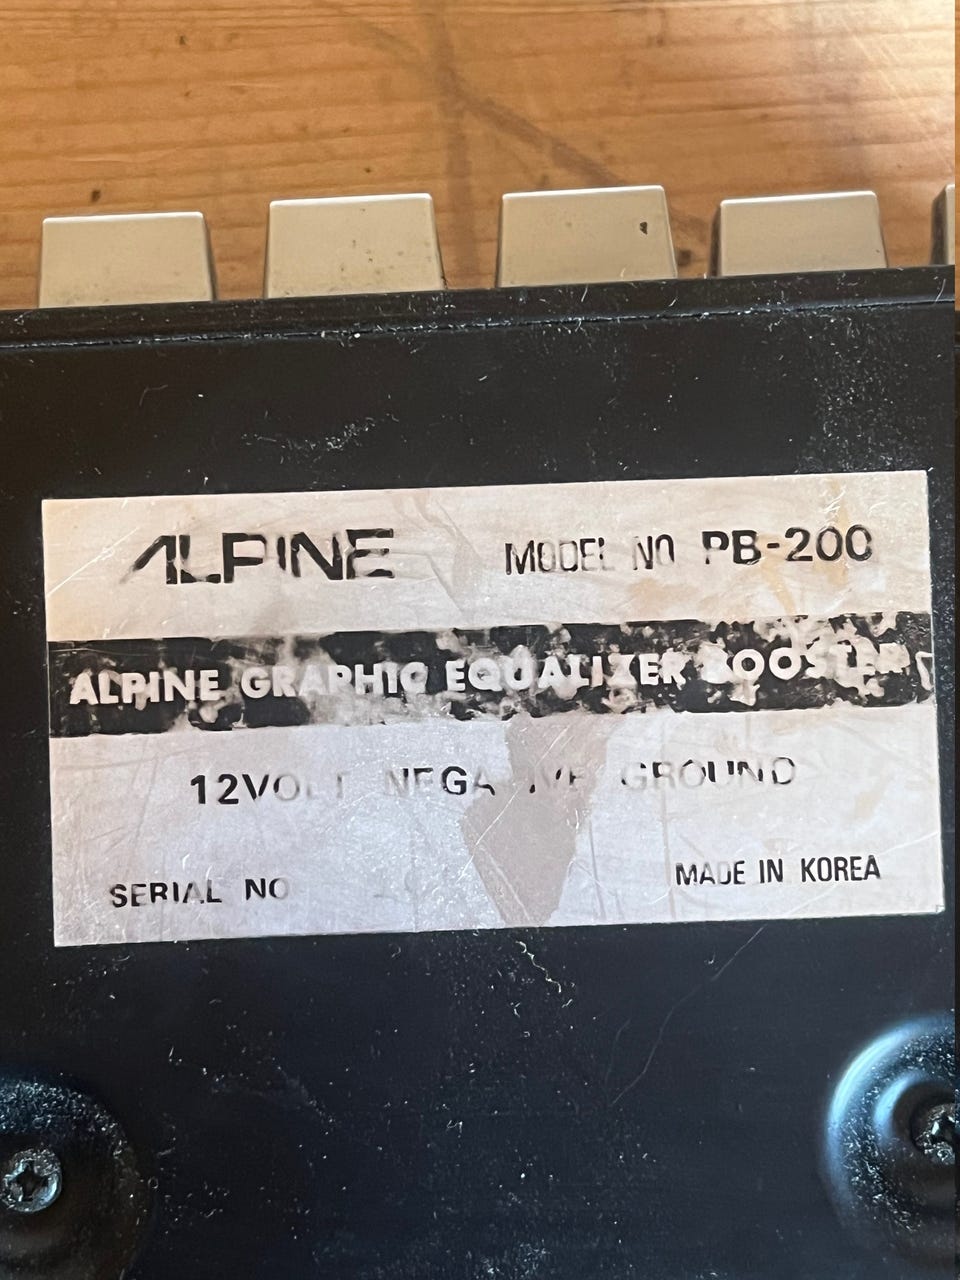 ALPINE MODEL NO PB-200
ALPINE GRAPHIC EQUALIZER BOOSTER
12VOLT NEGATIVE GROUND
SERIAL NO
MADE IN KOREA